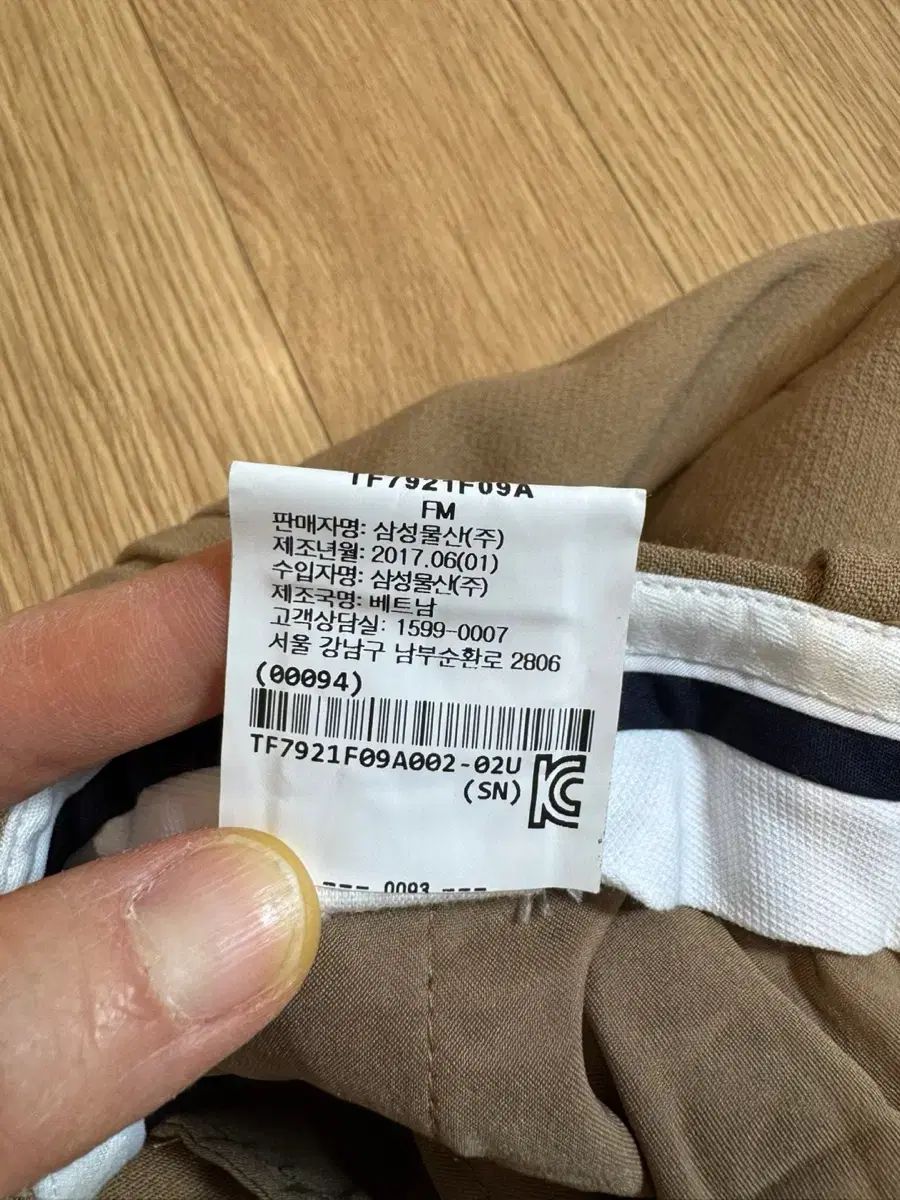 TF7921F09A
FM
판매자명: 삼성물산(주)
제조년월: 2017.06(01)
수입자명: 삼성물산(주)
제조국명: 베트남
고객상담실: 1599-0007
서울 강남구 남부순환로 2806
(00094)
TF7921F09A002-02U
(SN)
--- 0093 ---